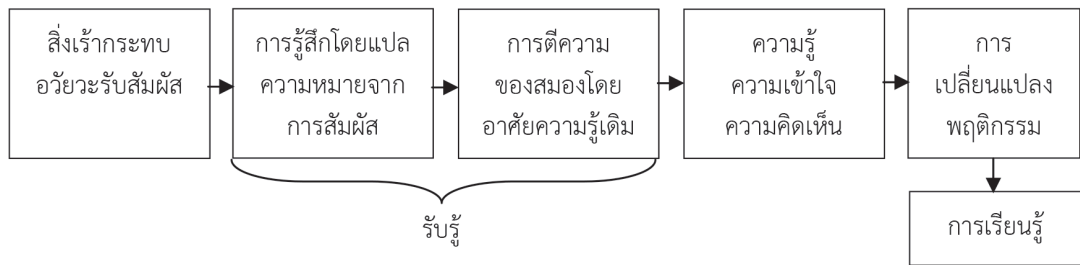 สิ่งเร้ากระทบ
อวัยวะรับสัมผัส
การรู้สึกโดยแปล
ความหมายจาก
การสัมผัส
การตีความ
ของสมองโดย
อาศัยความรู้เดิม
ความรู้
ความเข้าใจ
ความคิดเห็น
การ
เปลี่ยนแปลง
พฤติกรรม
รับรู้
การเรียนรู้